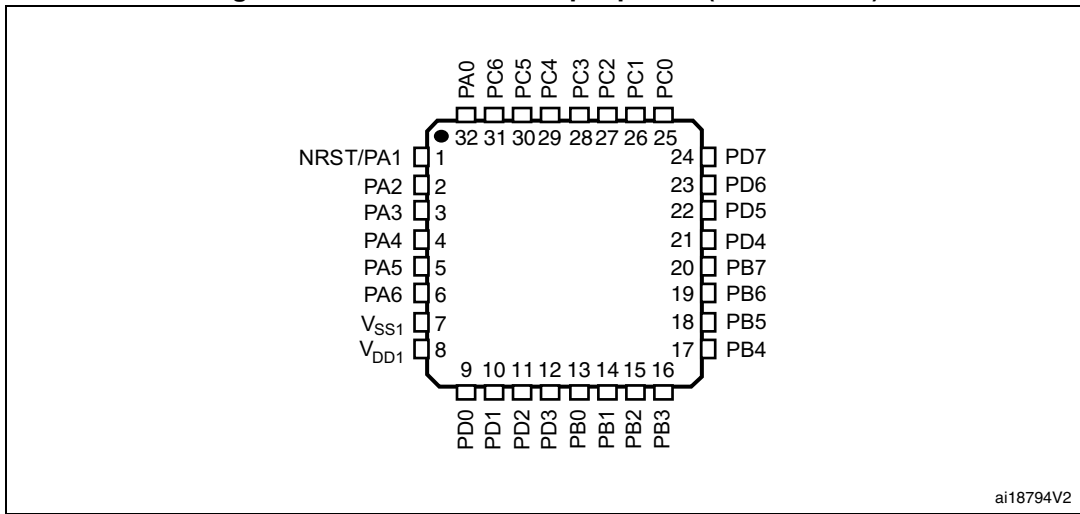 PA0 PC6 PC5 PC4 PC3 PC2 PC1 PC0
32 31 30 29 28 27 26 25
NRST/PA1 1 24 PD7
PA2 2 23 PD6
PA3 3 22 PD5
PA4 4 21 PD4
PA5 5 20 PB7
PA6 6 19 PB6
VSS1 7 18 PB5
VDD1 8 17 PB4
9 10 11 12 13 14 15 16
PD0 PD1 PD2 PD3 PB0 PB1 PB2 PB3
ai18794V2